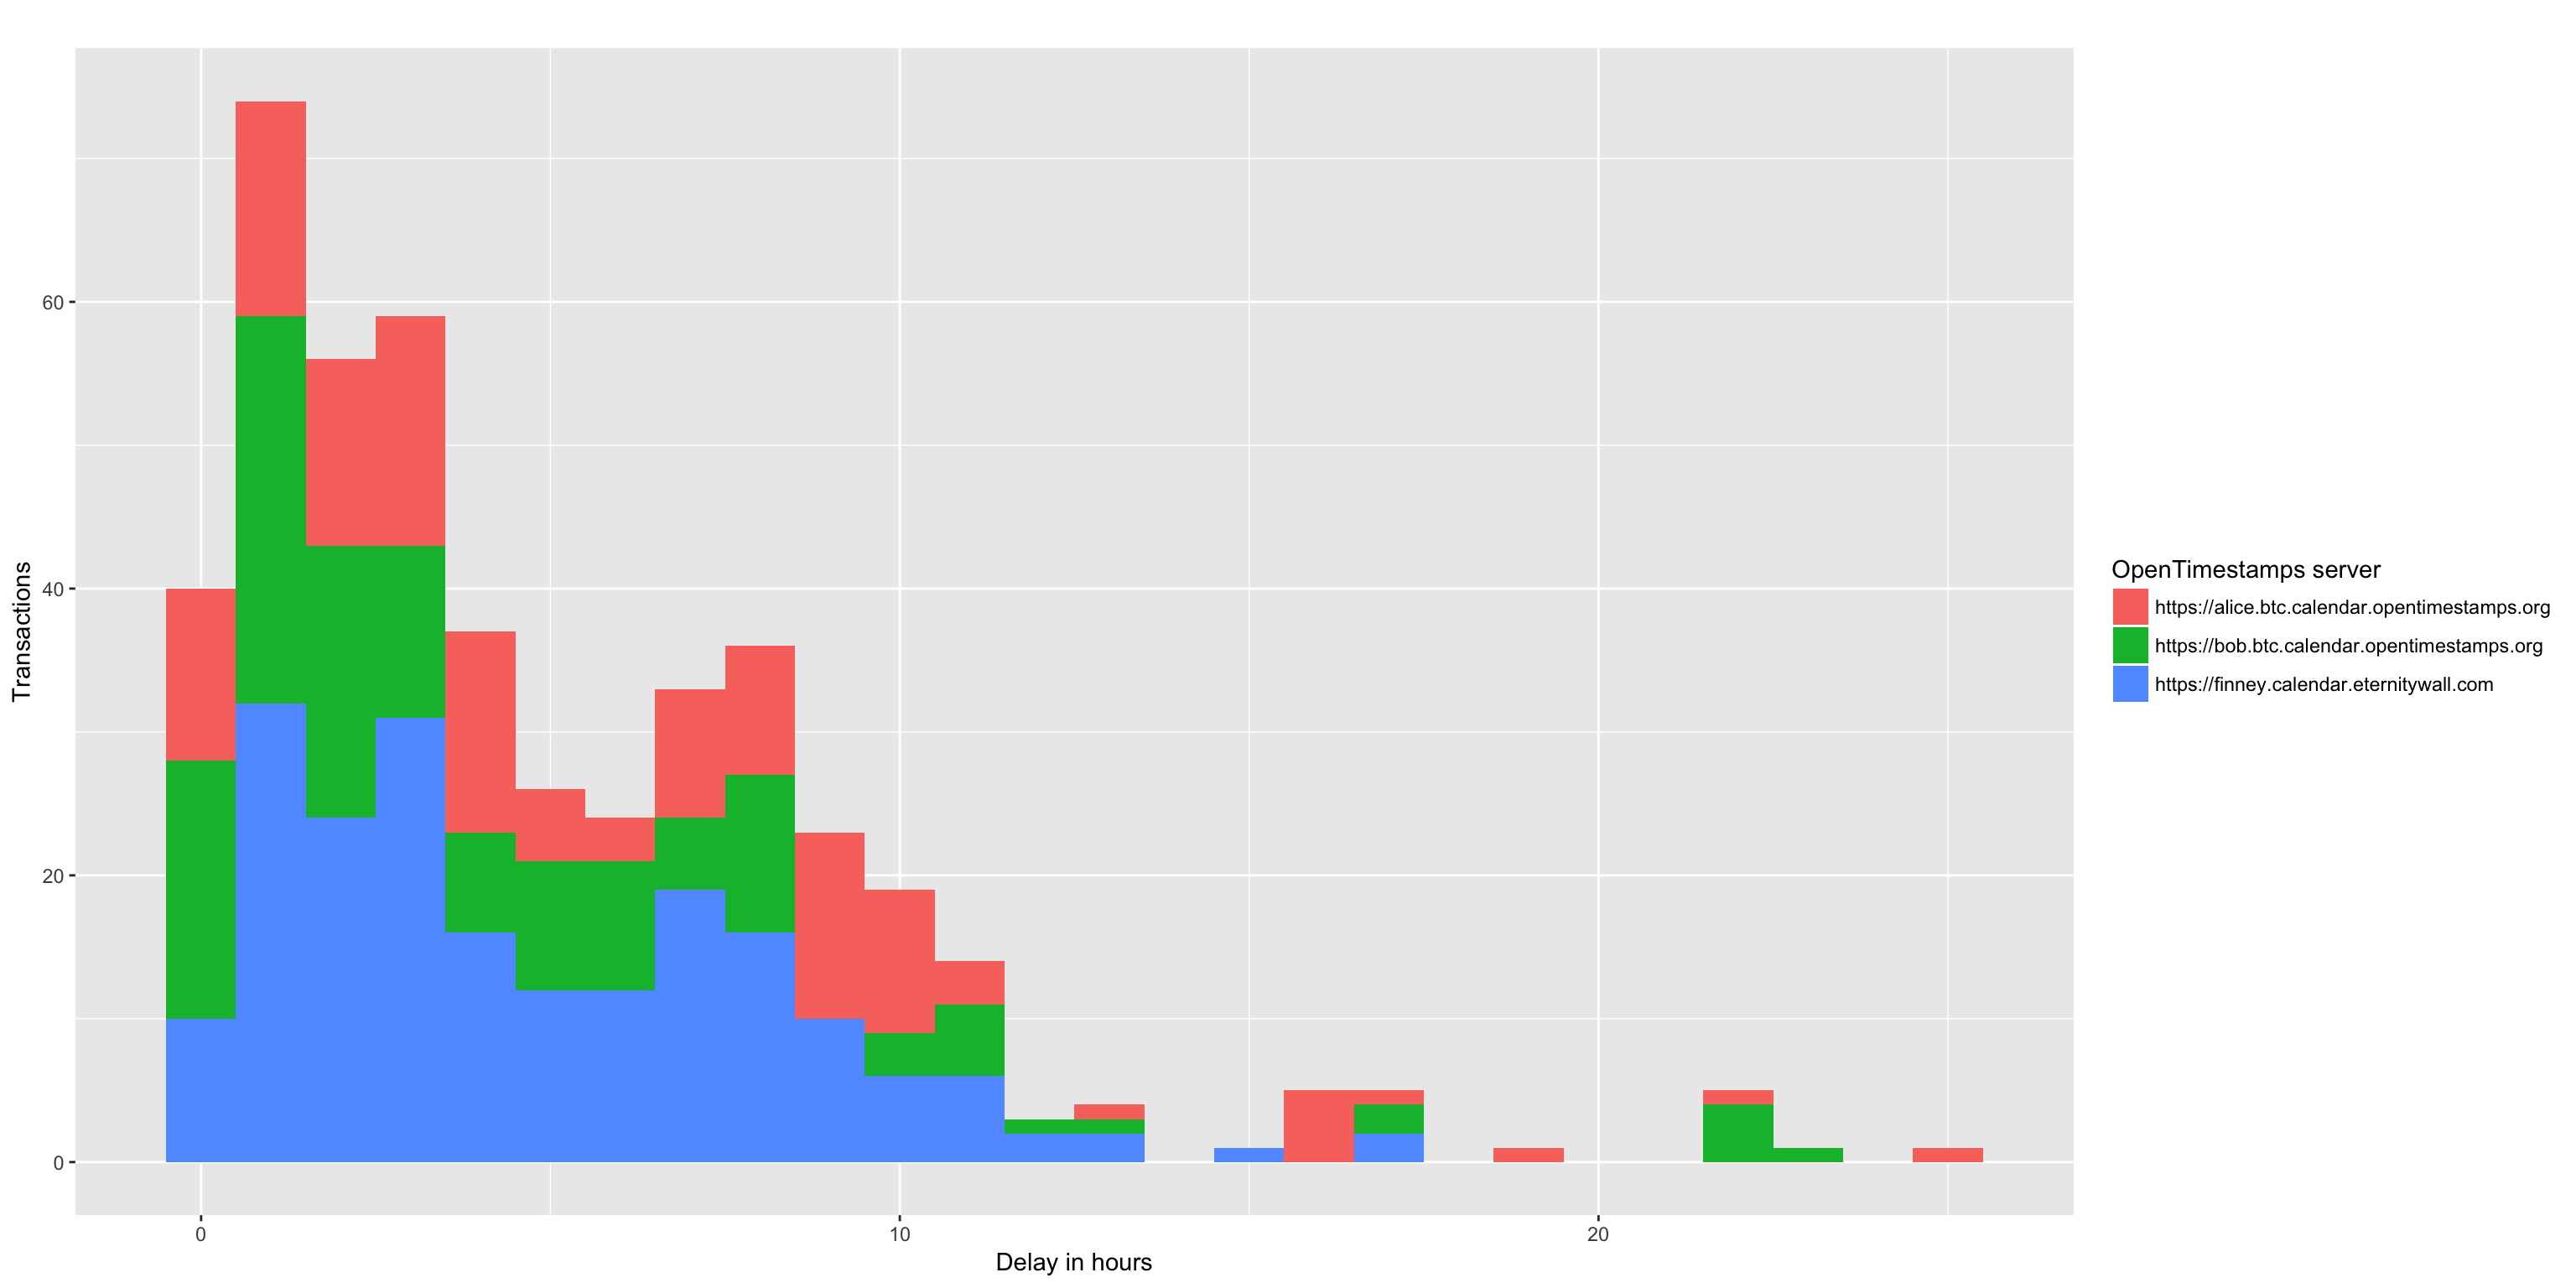 60
40
20
0
Transactions
0
10
20
Delay in hours
OpenTimestamps server
https://alice.btc.calendar.opentimestamps.org
https://bob.btc.calendar.opentimestamps.org
https://finney.calendar.eternitywall.com